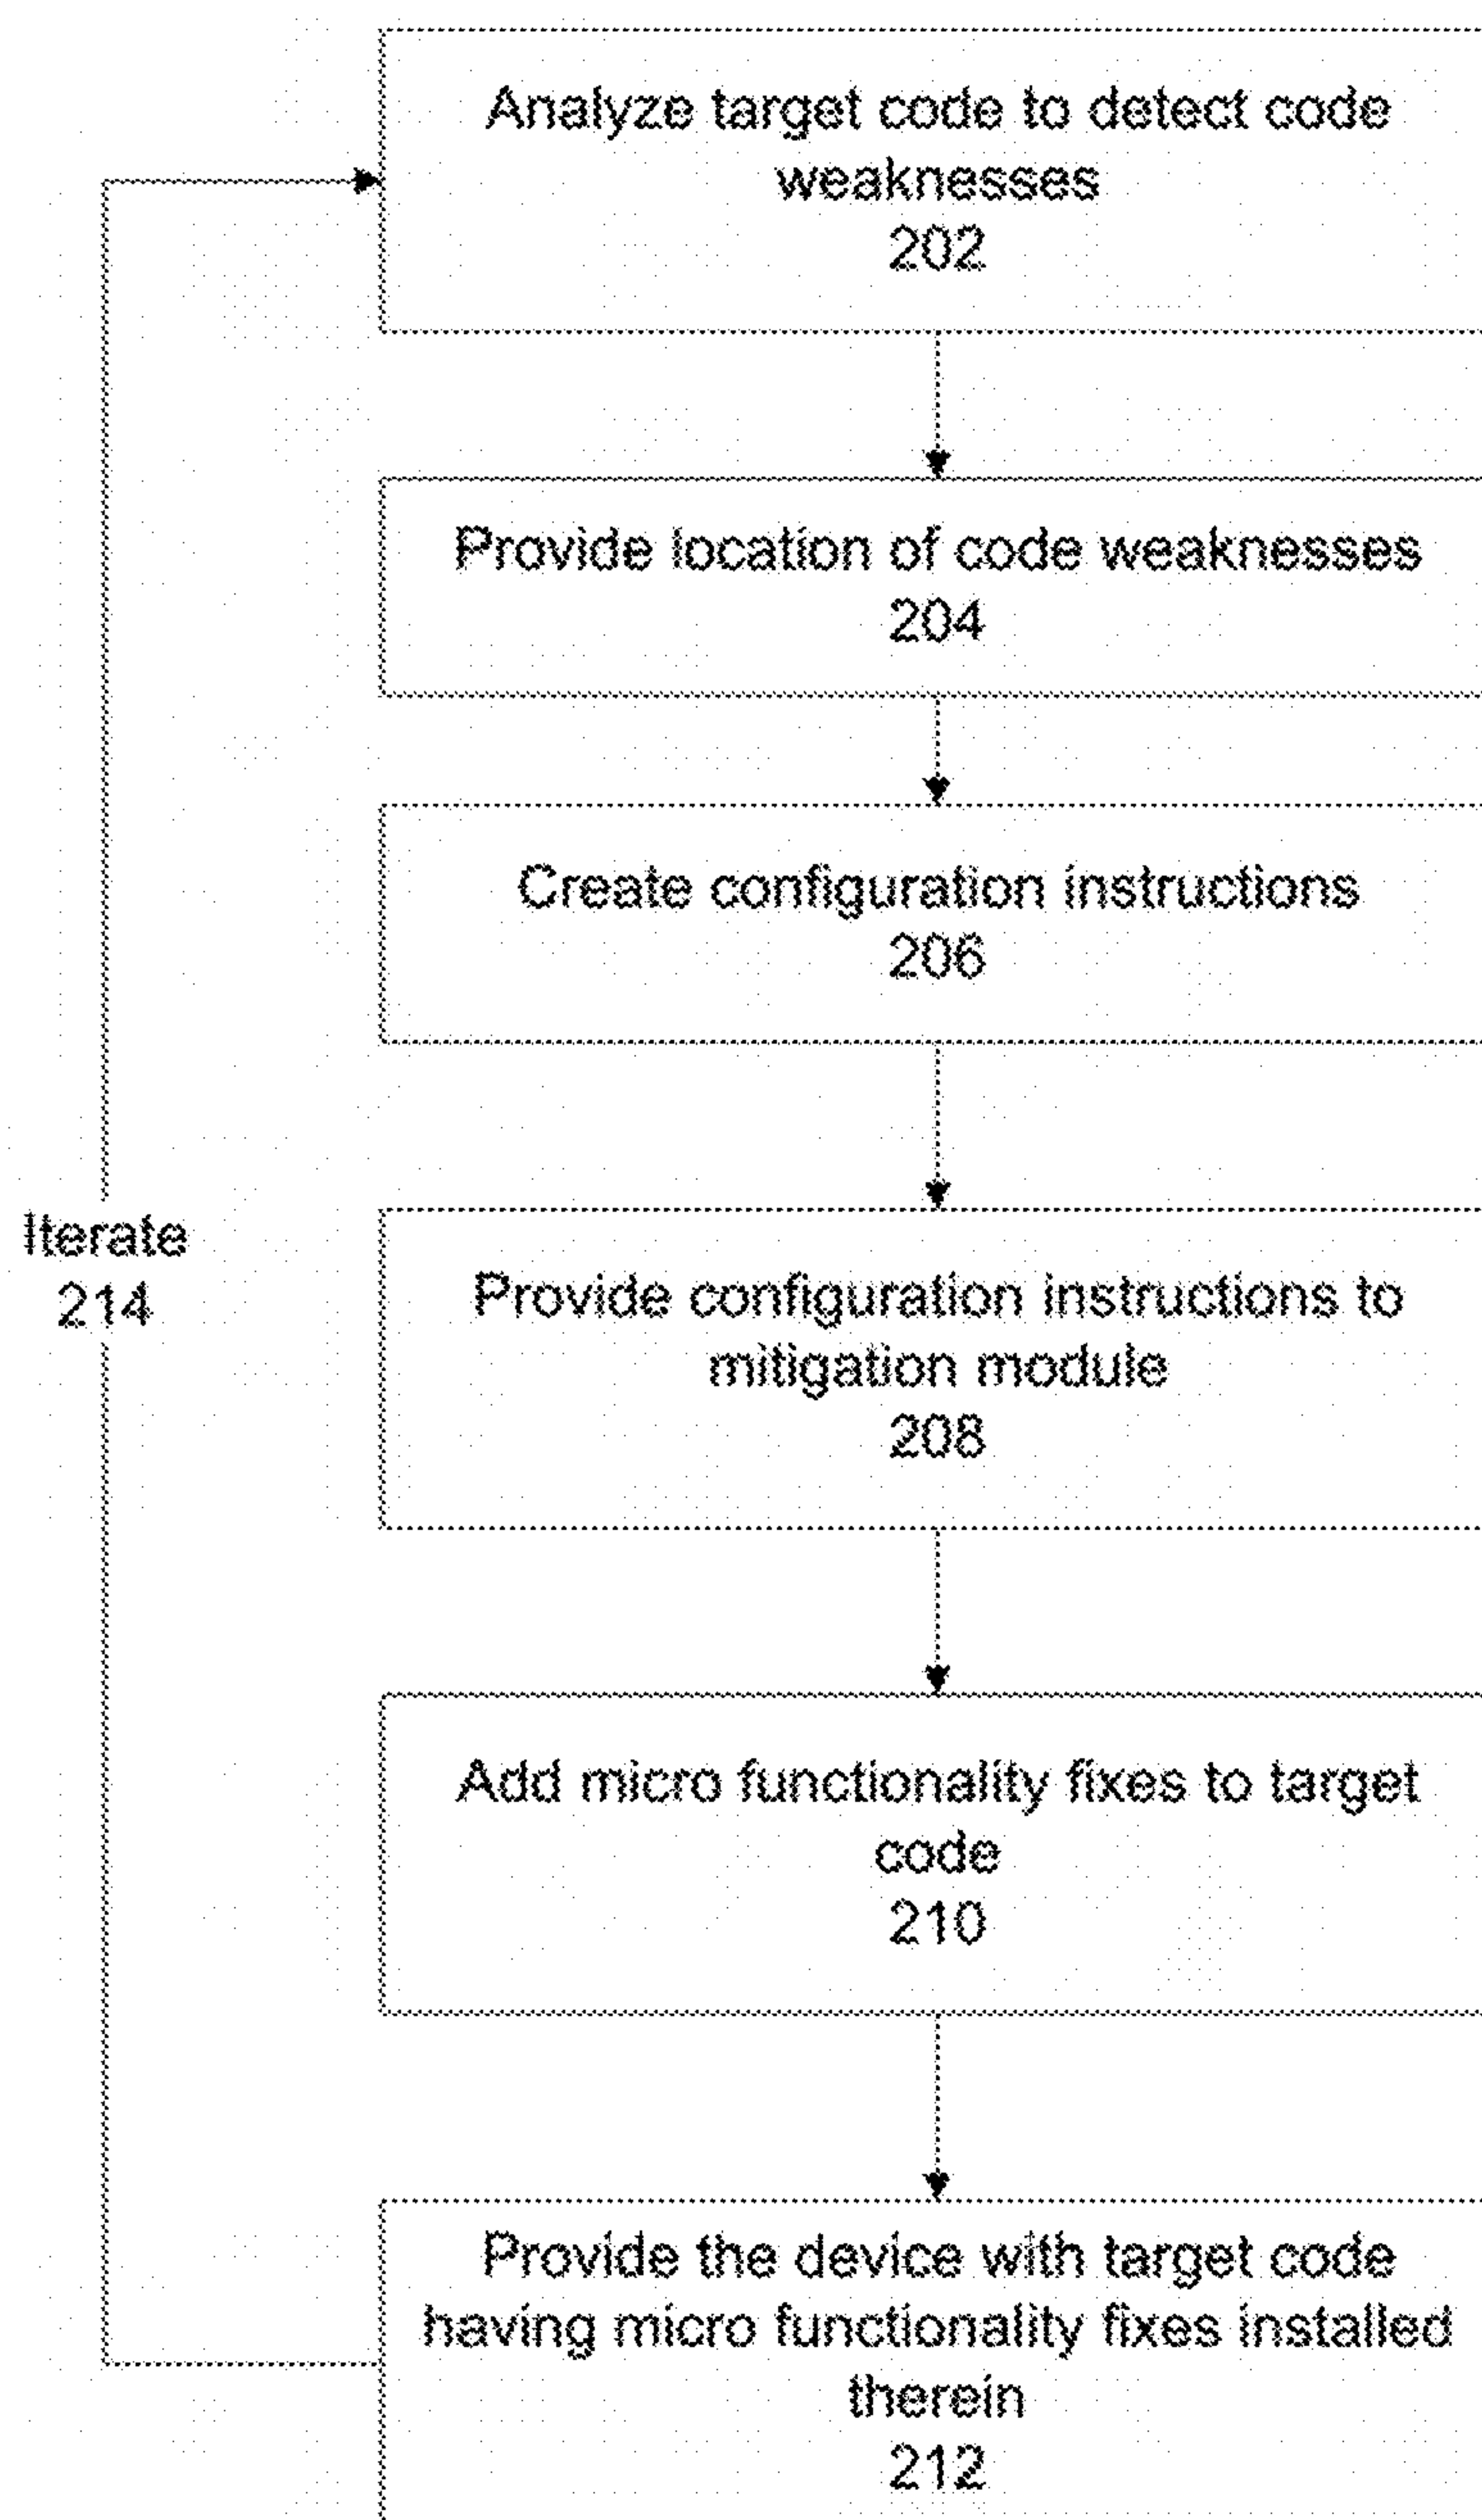 Analyze target code to detect code
weaknesses
202
Provide location of code weaknesses
204
Create configuration instructions
206
Iterate
214
Provide configuration instructions to
mitigation module
208
Add micro functionality fixes to target
code
210
Provide the device with target code
having micro functionality fixes installed
therein
212